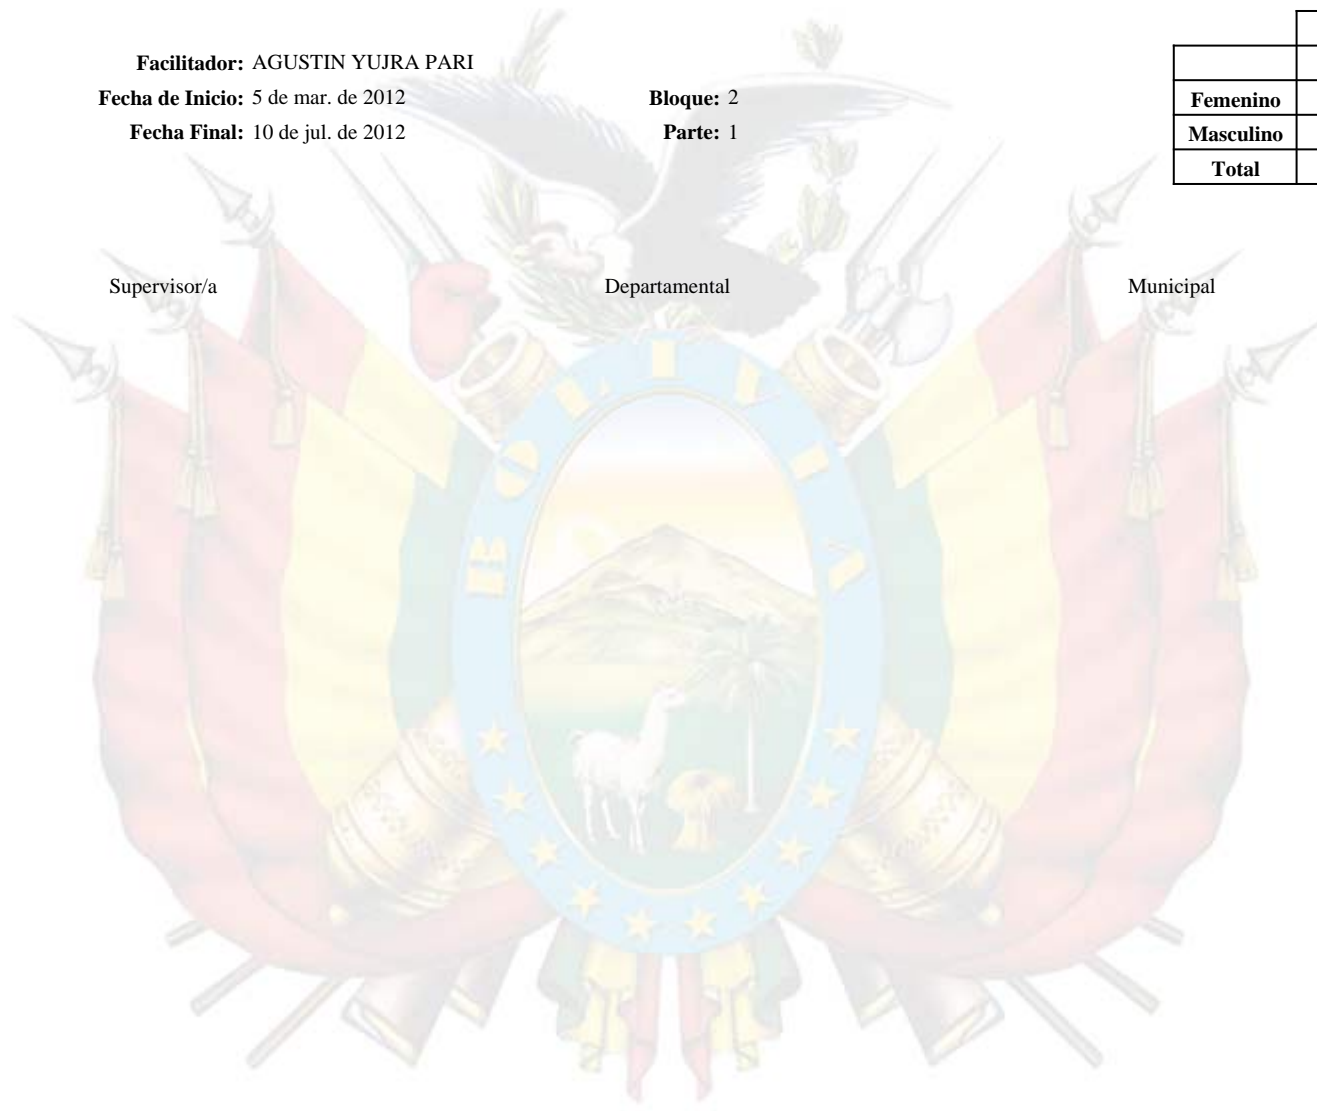 Facilitador: AGUSTIN YUJRA PARI
Fecha de Inicio: 5 de mar. de 2012 Bloque: 2
Fecha Final: 10 de jul. de 2012 Parte: 1
Femenino
Masculino
Total
Supervisor/a Departamental Municipal
BOLIVIA